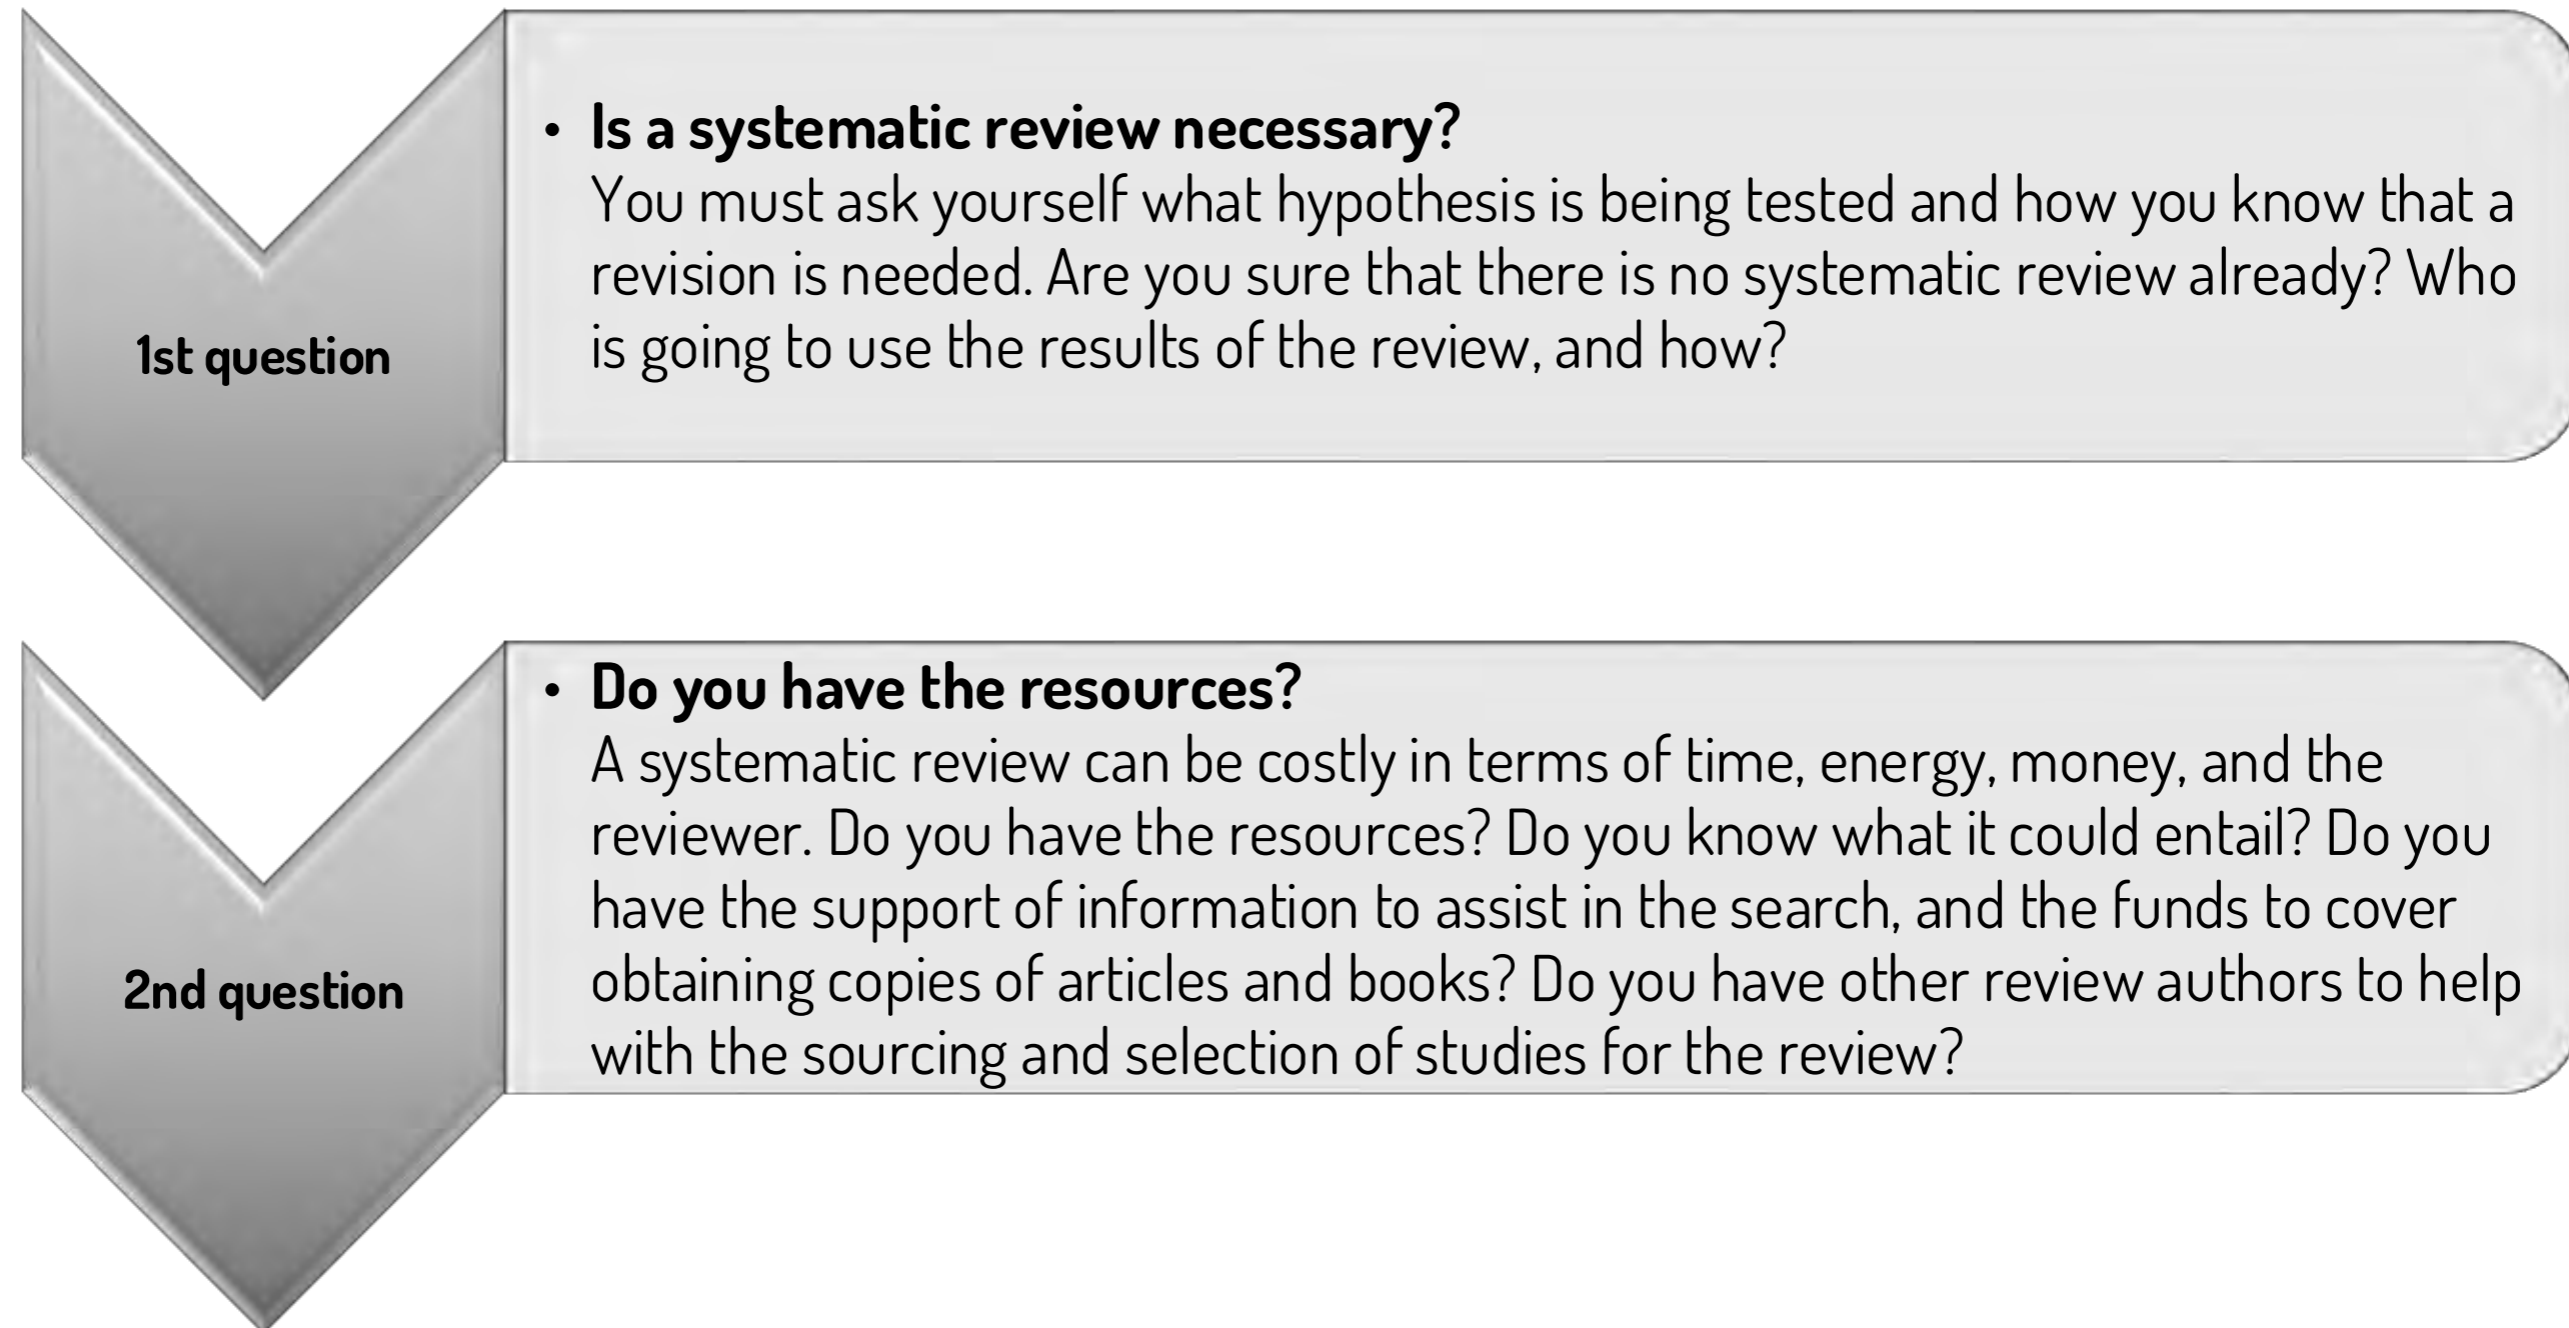 1st question
• Is a systematic review necessary?
You must ask yourself what hypothesis is being tested and how you know that a
revision is needed. Are you sure that there is no systematic review already? Who
is going to use the results of the review, and how?
2nd question
• Do you have the resources?
A systematic review can be costly in terms of time, energy, money, and the
reviewer. Do you have the resources? Do you know what it could entail? Do you
have the support of information to assist in the search, and the funds to cover
obtaining copies of articles and books? Do you have other review authors to help
with the sourcing and selection of studies for the review?